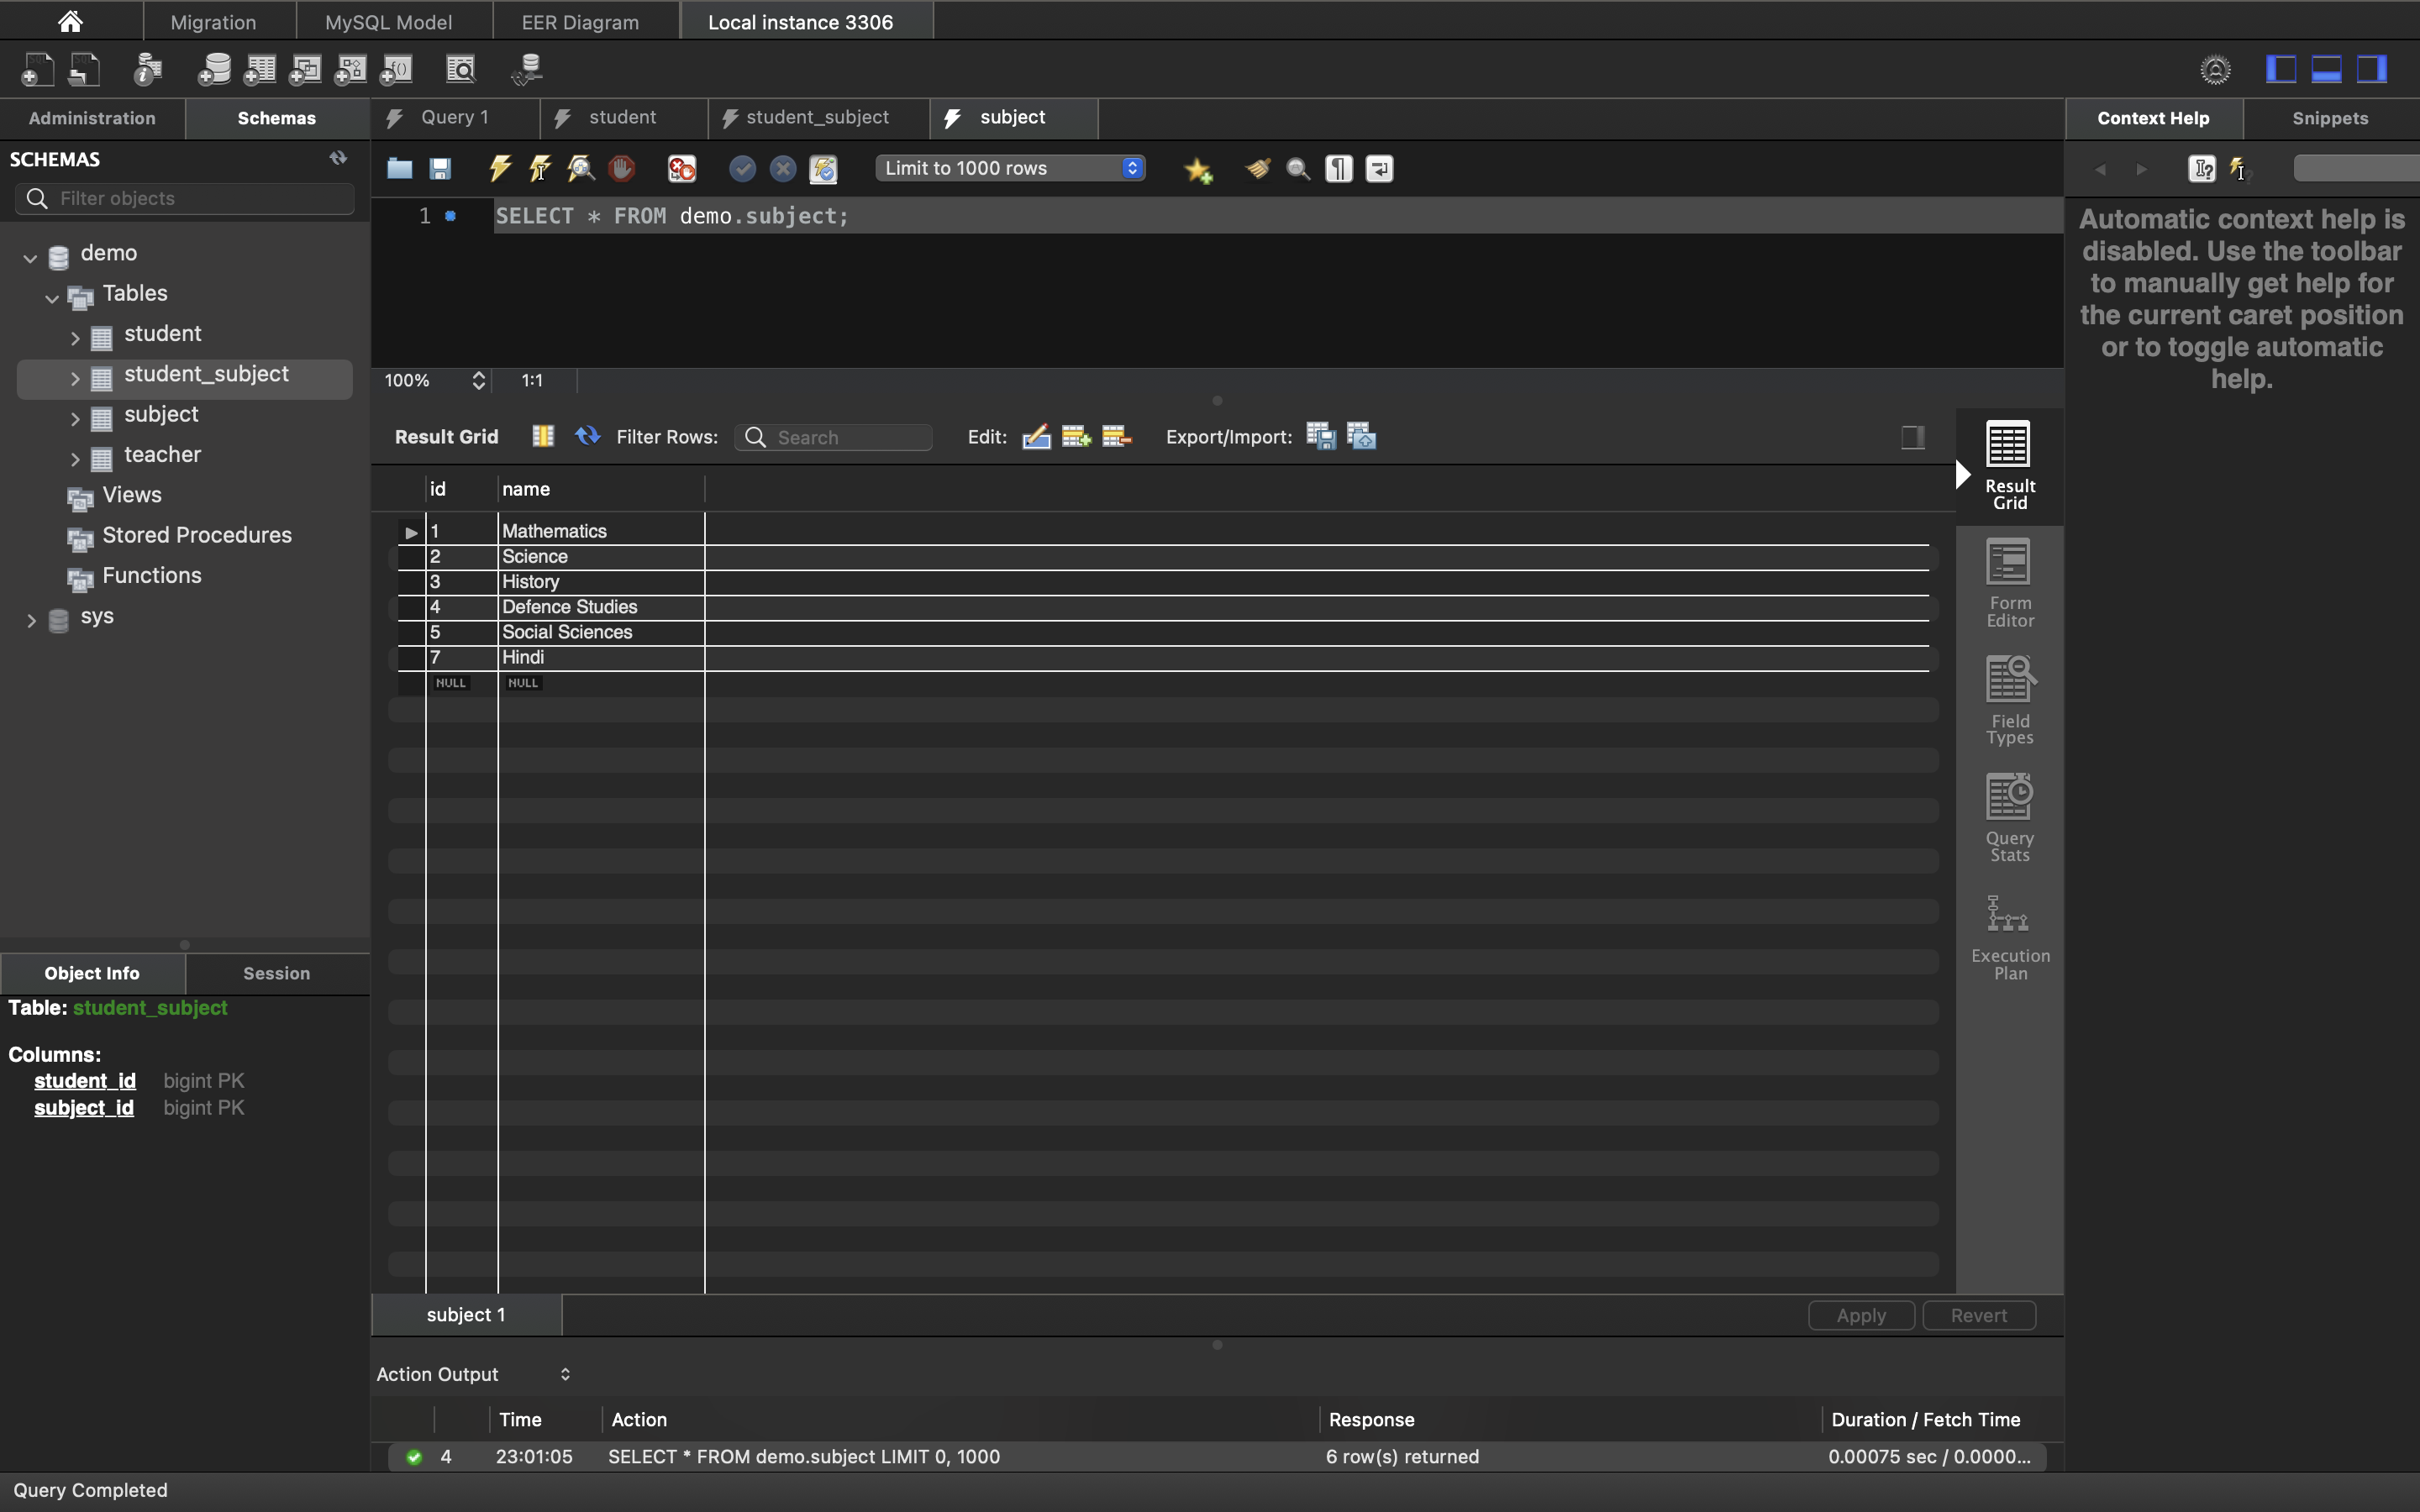 Migration
MySQL Model
EER Diagram
Local instance 3306
Administration
Schemas
Query 1
student
student_subject
subject
Context Help
Snippets
SCHEMAS
Filter objects
Limit to 1000 rows
1
SELECT * FROM demo.subject;
Automatic context help is
disabled. Use the toolbar
to manually get help for
the current caret position
or to toggle automatic
help.
demo
Tables
student
student_subject
subject
teacher
Views
Stored Procedures
Functions
sys
100%
1:1
Result Grid
Filter Rows:
Search
Edit:
Export/Import:
id name
1 Mathematics
2 Science
3 History
4 Defence Studies
5 Social Sciences
7 Hindi
NULL NULL
Result
Grid
Form
Editor
Field
Types
Query
Stats
Execution
Plan
Object Info
Session
Table: student_subject
Columns:
student_id bigint PK
subject_id bigint PK
subject 1
Apply
Revert
Action Output
Time Action Response Duration / Fetch Time
4 23:01:05 SELECT * FROM demo.subject LIMIT 0, 1000 6 row(s) returned 0.00075 sec / 0.0000...
Query Completed